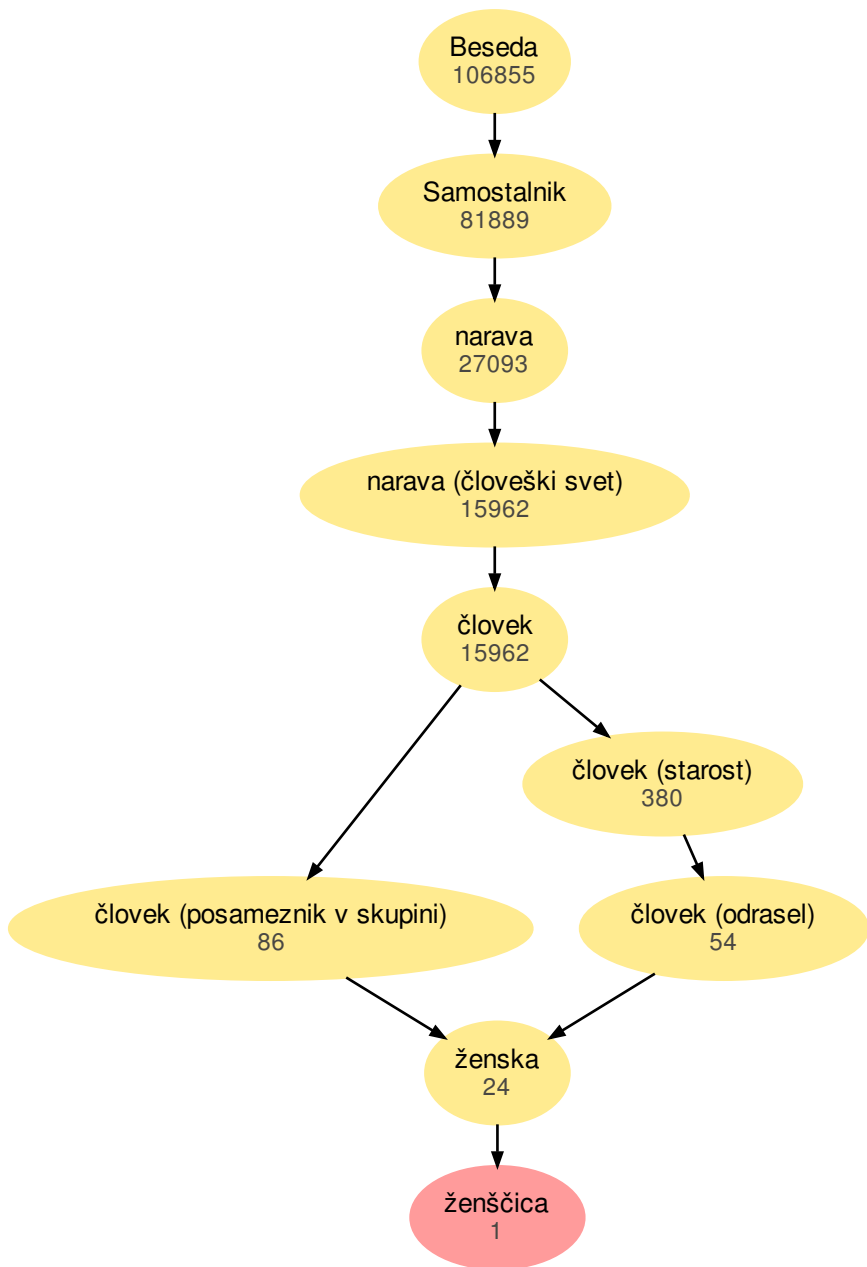 Beseda
106855
Samostalnik
81889
narava
27093
narava (človeški svet)
15962
človek
15962
človek (starost)
380
človek (posameznik v skupini)
86
človek (odrasel)
54
ženska
24
ženščica
1